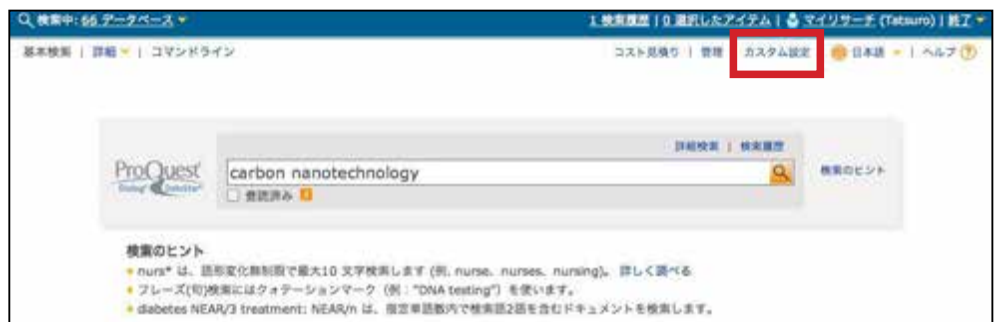 検索中: 66 データベース
1 検索履歴 | 0 選択したアイテム | マイリサーチ (Tatsuro) | 終了
基本検索 | 詳細 | コマンドライン
コスト見積り | 管理 | カスタム設定 日本語 | ヘルプ ?
詳細検索 | 検索履歴
ProQuest
carbon nanotechnology
検索のヒント
査読済み
検索のヒント
nurs* は、語形変化無制限で最大10 文字検索します (例, nurse、nurses、nursing)。 詳しく調べる
フレーズ(句)検索にはクォテーションマーク (例："DNA testing") を使います。
diabetes NEAR/3 treatment: NEAR/n は、指定単語数内で検索語2語を含むドキュメントを検索します。